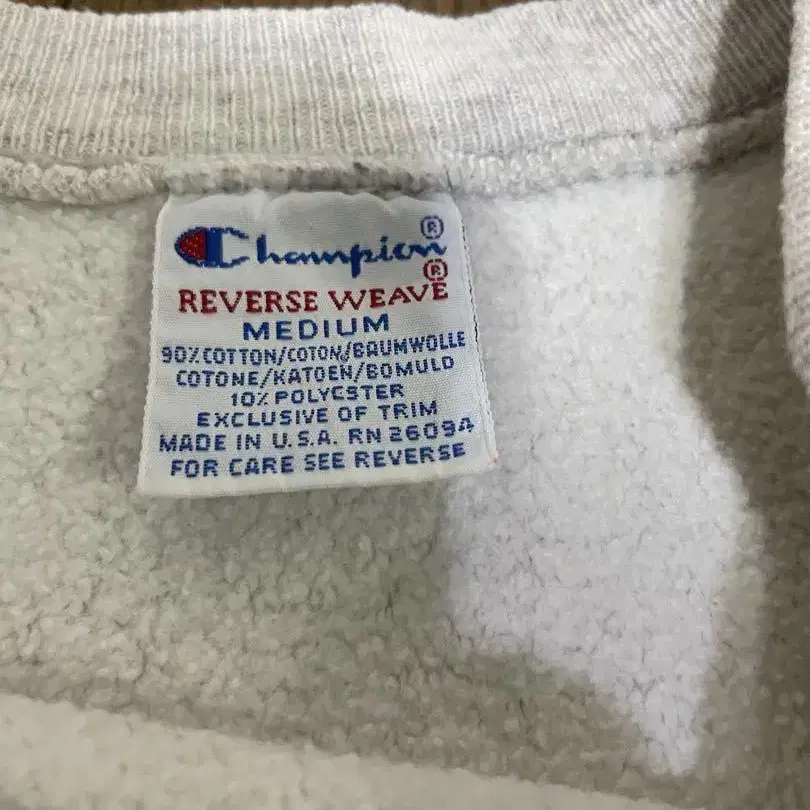 Champion®
REVERSE WEAVE®
MEDIUM
90% COTTON/COTON/BAUMWOLLE
COTONE/KATOEN/BOMULD
10% POLYESTER
EXCLUSIVE OF TRIM
MADE IN U.S.A. RN 26094
FOR CARE SEE REVERSE